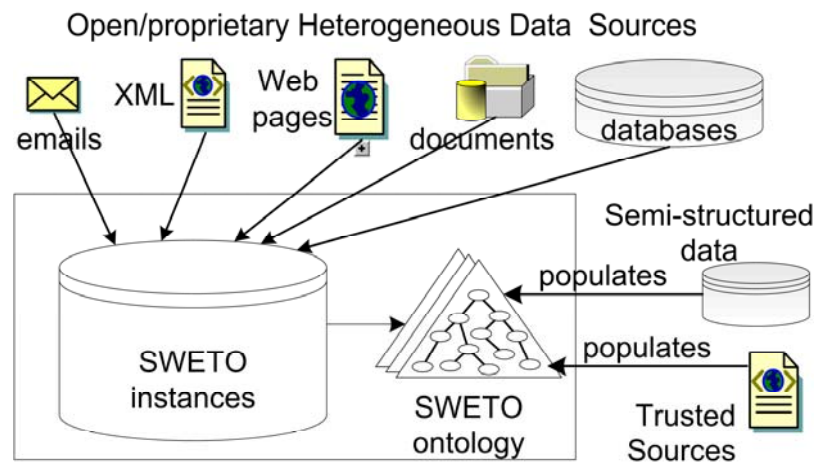 Open/proprietary Heterogeneous Data Sources
emails
XML
Web
pages
documents
databases
Semi-structured
data
populates
populates
SWETO
instances
SWETO
ontology
Trusted
Sources